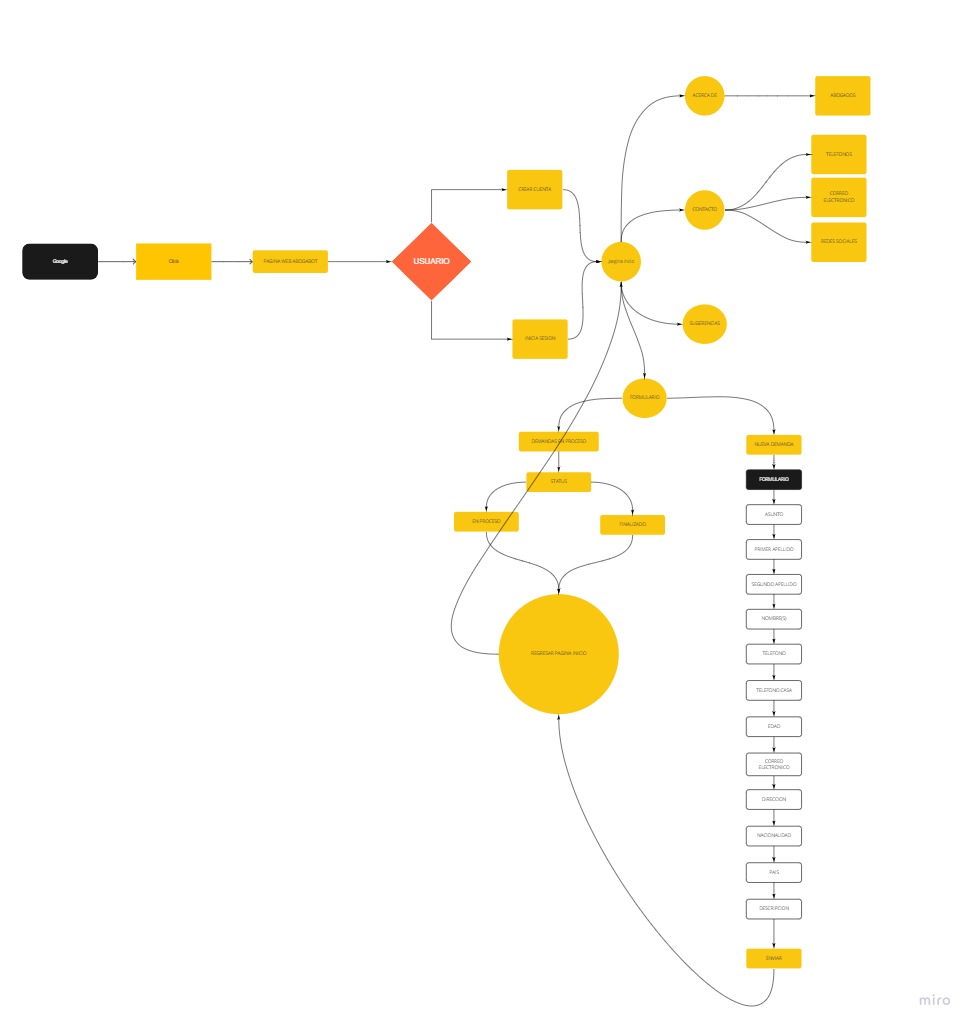 ACERCA DE
ABOGADOS
TELEFONOS
CREAR CUENTA
CORREO
ELECTRONICO
CONTACTO
REDES SOCIALES
Google
Click
PAGINA WEB ABOGABOT
USUARIO
pagina inicio
SUGERENCIAS
INICIA SESION
FORMULARIO
DEMANDAS EN PROCESO
NUEVA DEMANDA
STATUS
FORMULARIO
EN PROCESO
FINALIZADO
ASUNTO
PRIMER APELLIDO
SEGUNDO APELLIDO
NOMBRE(S)
REGRESAR PAGINA INICIO
TELEFONO
TELEFONO CASA
EDAD
CORREO
ELECTRONICO
DIRECCION
NACIONALIDAD
PAIS
DESCRIPCION
ENVIAR
miro